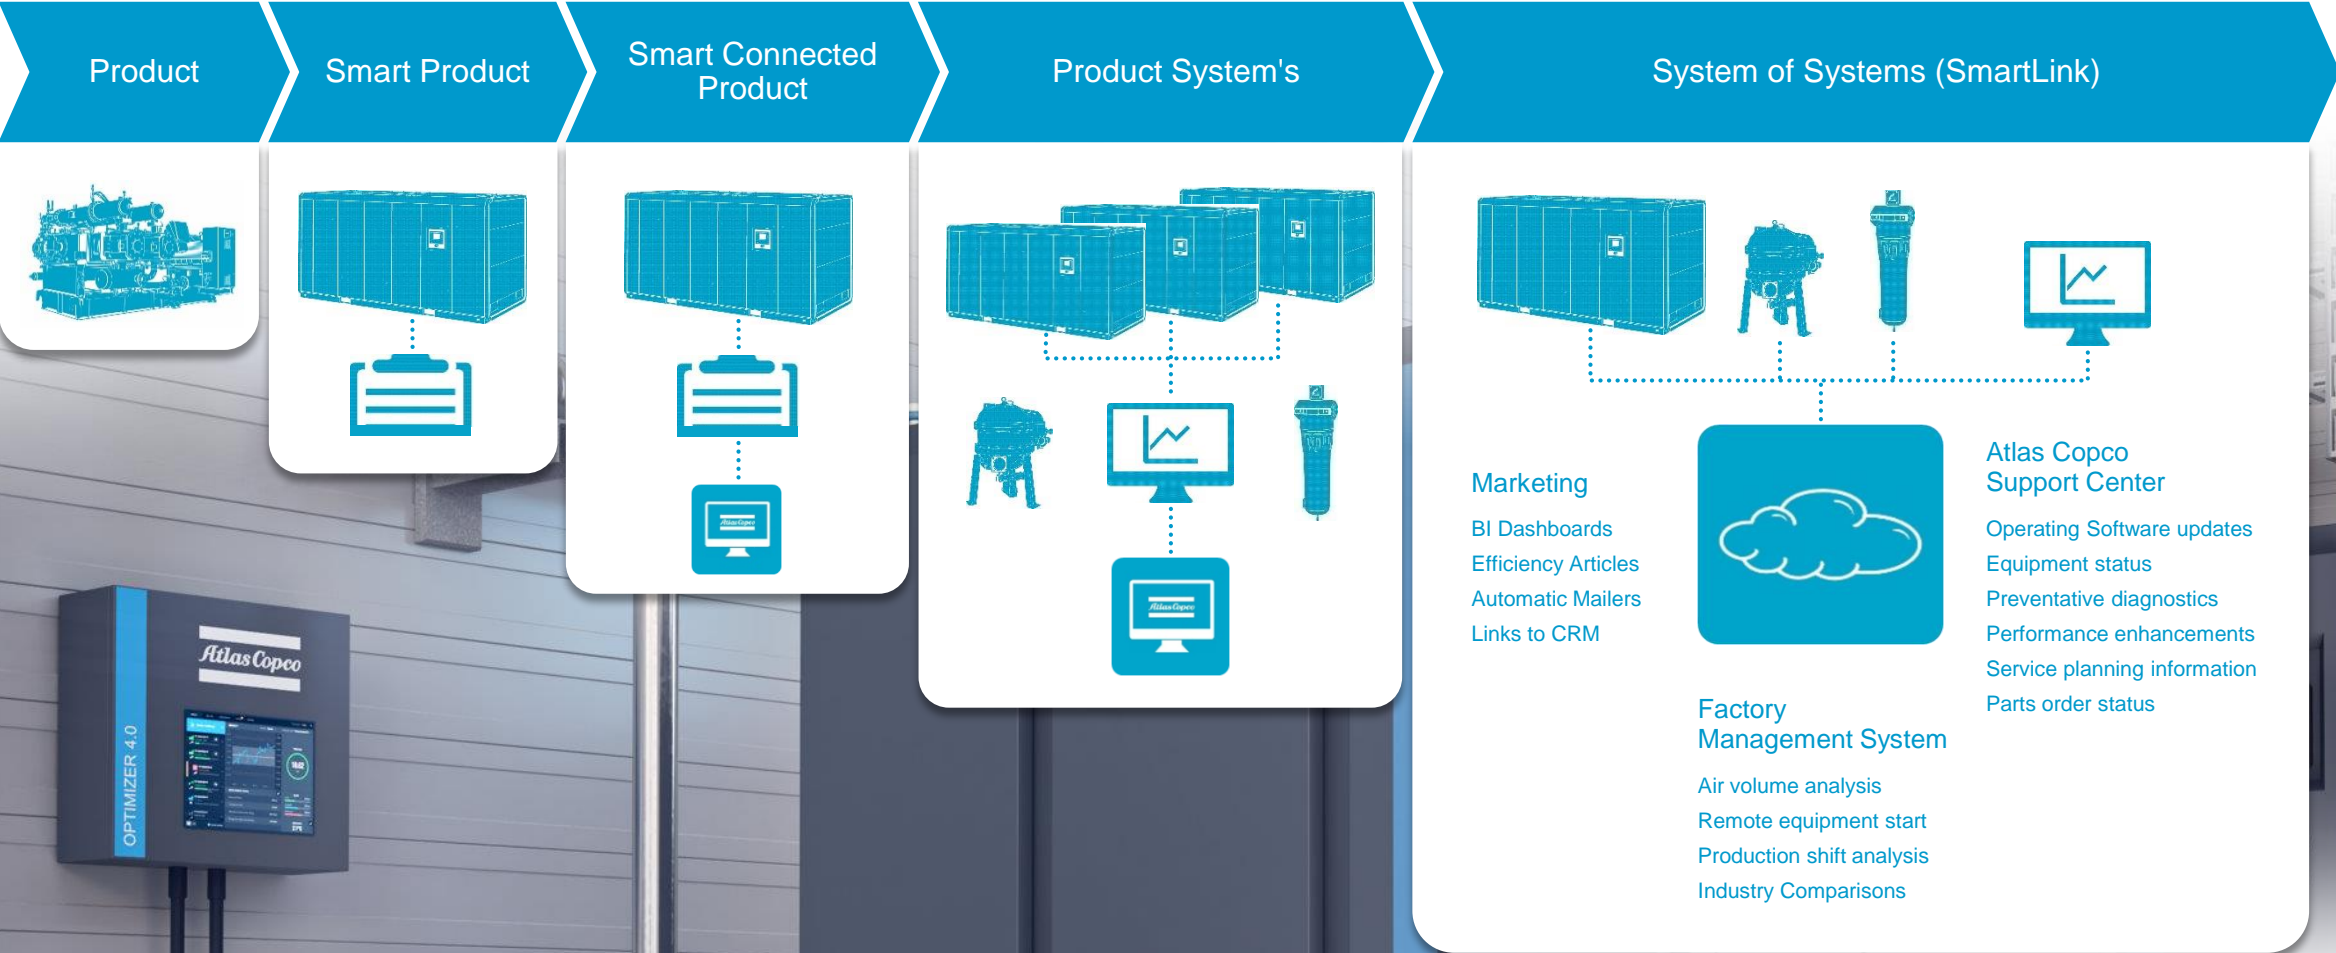 Product
Smart Product
Smart Connected
Product
Product System's
System of Systems (SmartLink)
AtlasCopco
AtlasCopco
Marketing
BI Dashboards
Efficiency Articles
Automatic Mailers
Links to CRM
Atlas Copco
Support Center
Operating Software updates
Equipment status
Preventative diagnostics
Performance enhancements
Service planning information
Parts order status
Factory
Management System
Air volume analysis
Remote equipment start
Production shift analysis
Industry Comparisons
AtlasCopco
OPTIMIZER 4.0